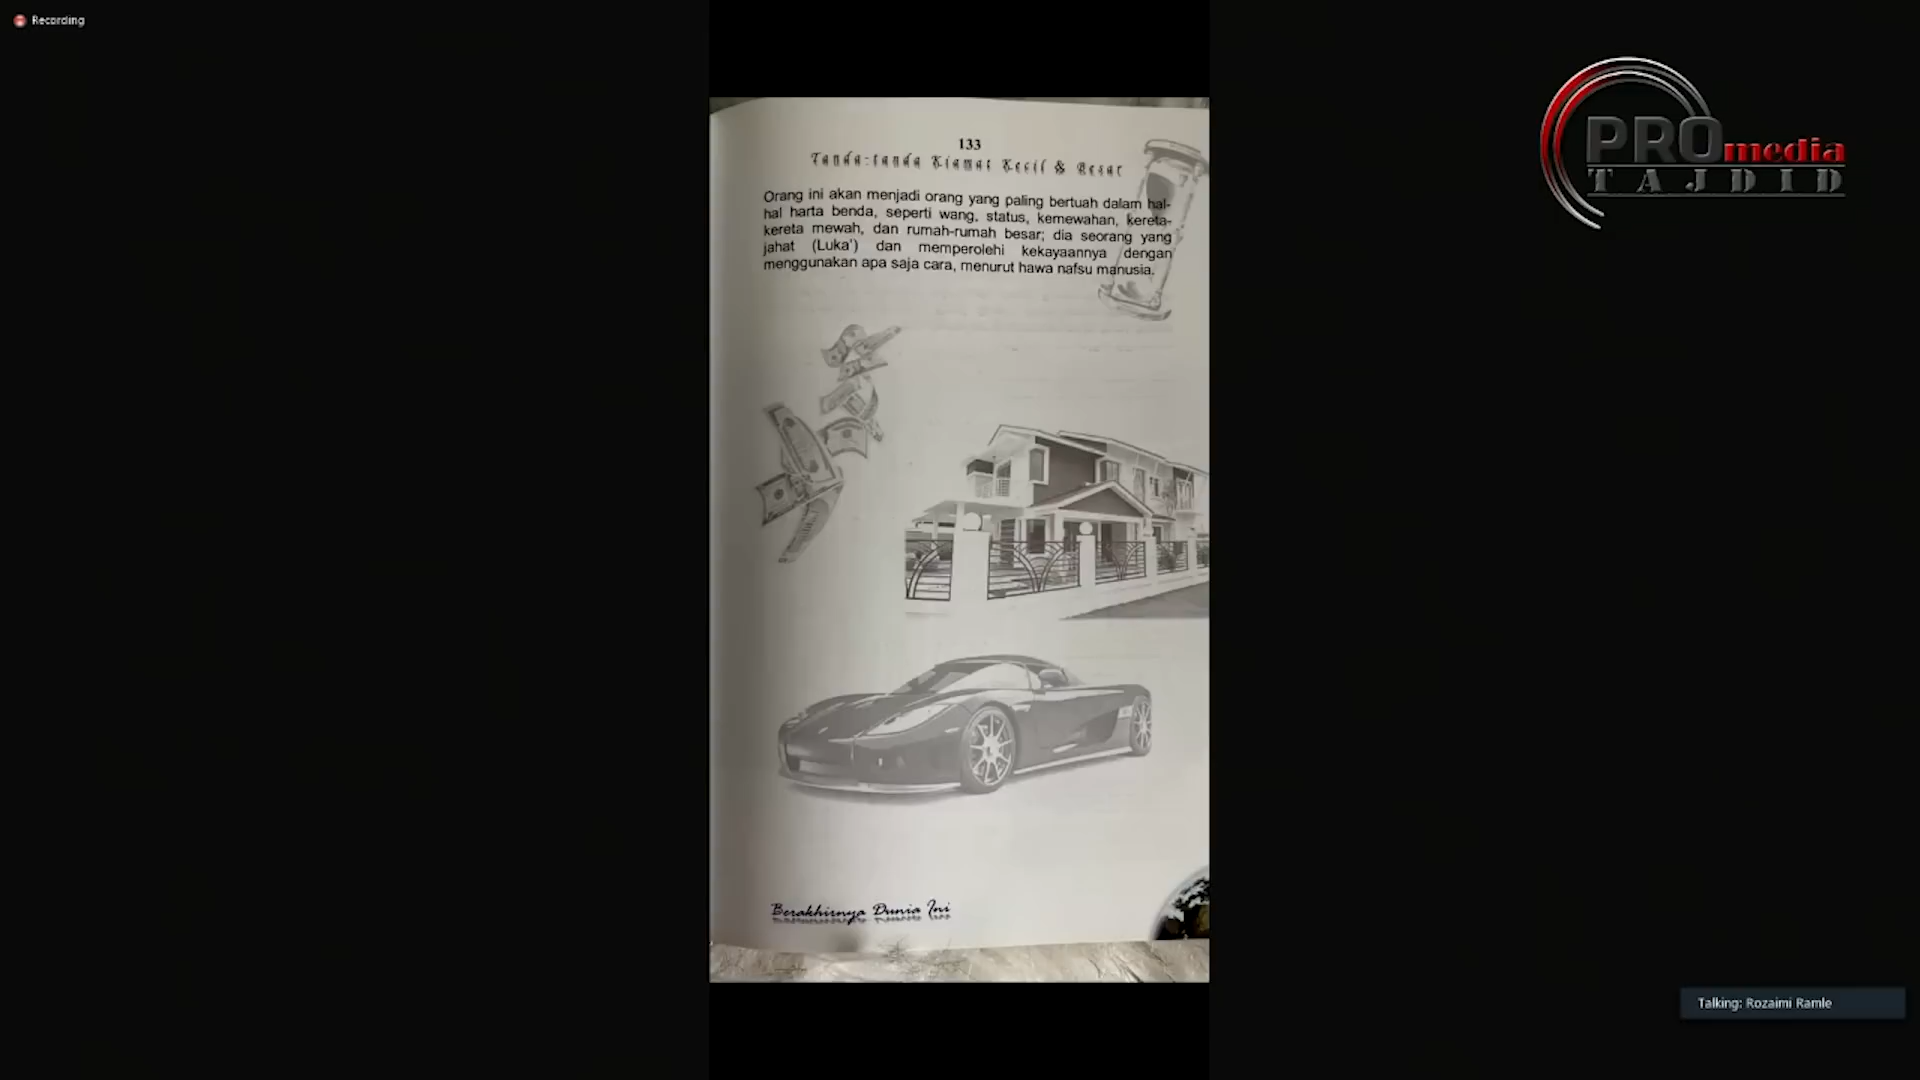 Recording
PROmedia
TAJDID
133
Tanda-tanda Kiamat Kecil & Besar
Orang ini akan menjadi orang yang paling bertuah dalam hal-
hal harta benda, seperti wang, status, kemewahan, kereta-
kereta mewah, dan rumah-rumah besar; dia seorang yang
jahat (Luka') dan memperolehi kekayaannya dengan
menggunakan apa saja cara, menurut hawa nafsu manusia.
Berakhirnya Dunia Ini
Talking: Rozaimi Ramle